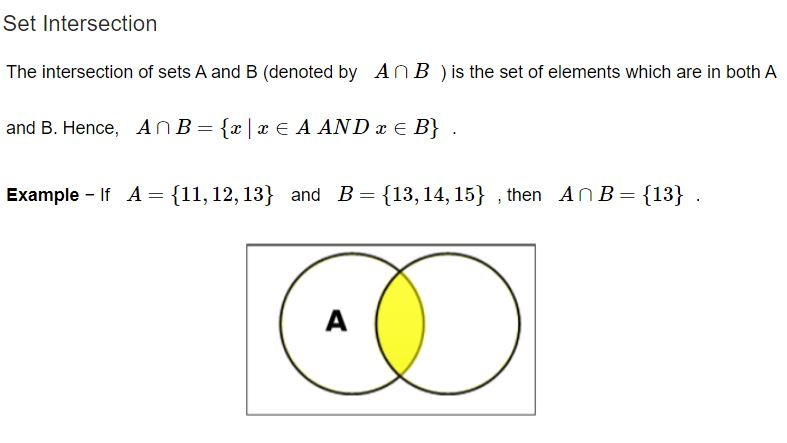 Set Intersection
The intersection of sets A and B (denoted by A ∩ B ) is the set of elements which are in both A
and B. Hence, A ∩ B = {x | x ∈ A AND x ∈ B} .
Example − If A = {11, 12, 13} and B = {13, 14, 15} , then A ∩ B = {13} .
A